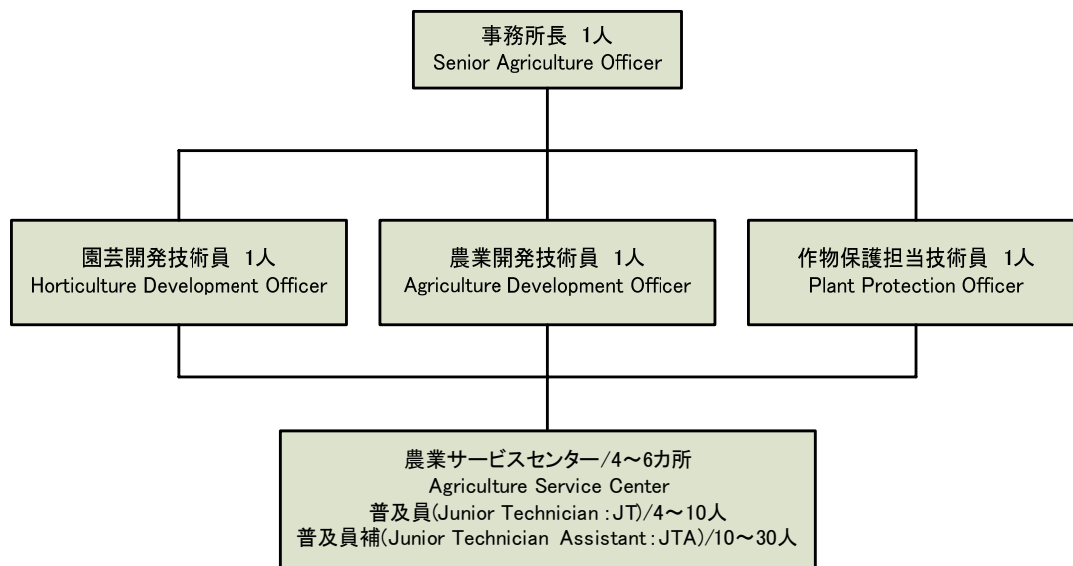 事務所長 1人
Senior Agriculture Officer
園芸開発技術員 1人
Horticulture Development Officer
農業開発技術員 1人
Agriculture Development Officer
作物保護担当技術員 1人
Plant Protection Officer
農業サービスセンター/4~6カ所
Agriculture Service Center
普及員(Junior Technician:JT)/4~10人
普及員補(Junior Technician Assistant:JTA)/10~30人